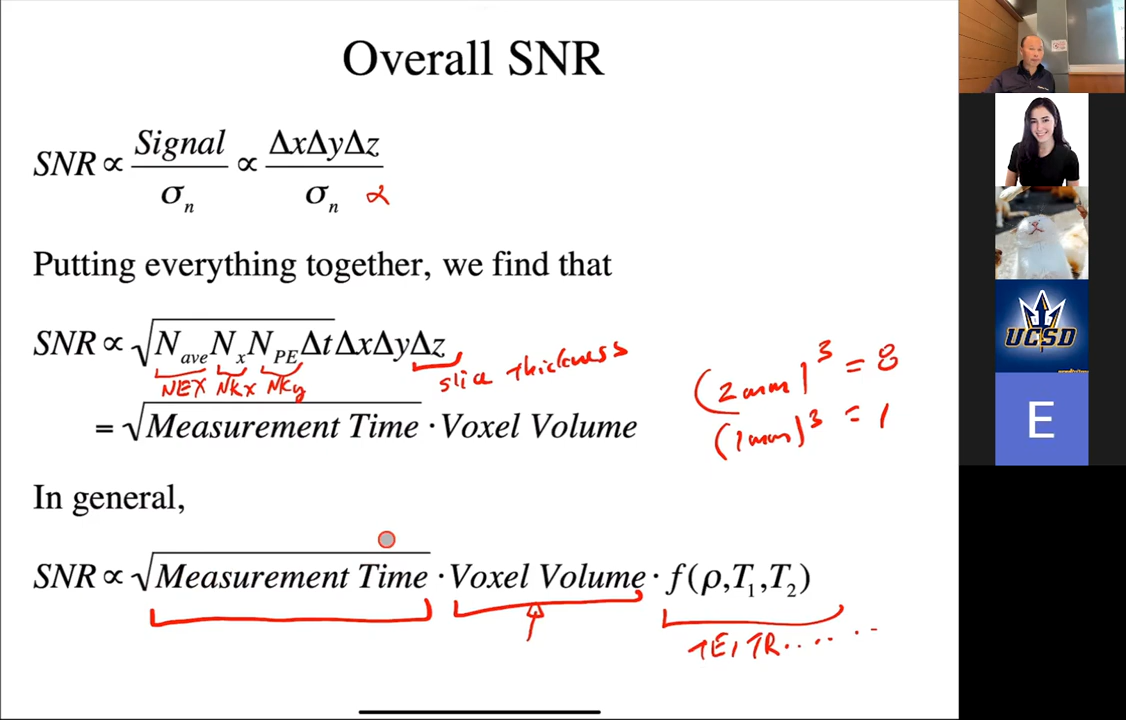 Overall SNR
SNR ∝ Signal / σn ∝ ΔxΔyΔz / σn ∝
Putting everything together, we find that
SNR ∝ √(Nave Nx NPE Δt) ΔxΔyΔz
NEX NKx NKy
slice thickness
(2mm)³ = 8
= √(Measurement Time) · Voxel Volume
(1mm)³ = 1
In general,
SNR ∝ √(Measurement Time) · Voxel Volume · f(ρ,T1,T2)
TE, TR......
UCSD
E